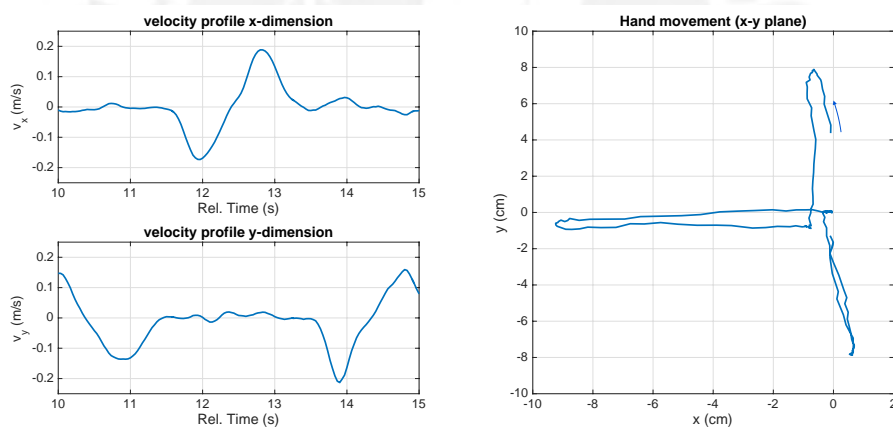 velocity profile x-dimension
v_x (m/s)
0.2
0.1
0
-0.1
-0.2
10 11 12 13 14 15
Rel. Time (s)
velocity profile y-dimension
v_y (m/s)
0.2
0.1
0
-0.1
-0.2
10 11 12 13 14 15
Rel. Time (s)
Hand movement (x-y plane)
y (cm)
10
8
6
4
2
0
-2
-4
-6
-8
-10
-10 -8 -6 -4 -2 0 2
x (cm)